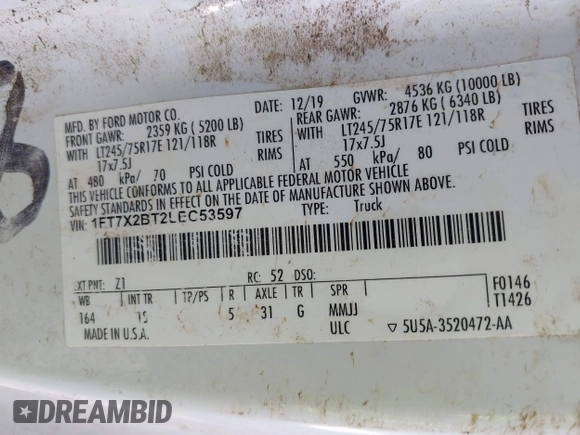 MFD. BY FORD MOTOR CO.
DATE: 12/19 GVWR: 4536 KG (10000 LB)
FRONT GAWR: 2359 KG ( 5200 LB)
REAR GAWR: 2876 KG ( 6340 LB)
WITH LT245/75R17E 121/118R TIRES
WITH LT245/75R17E 121/118R TIRES
17x7.5J RIMS
17x7.5J RIMS
AT 480 kPa/ 70 PSI COLD
AT 550 kPa/ 80 PSI COLD
THIS VEHICLE CONFORMS TO ALL APPLICABLE FEDERAL MOTOR VEHICLE
SAFETY STANDARDS IN EFFECT ON THE DATE OF MANUFACTURE SHOWN ABOVE.
VIN: 1FT7X2BT2LEC53597
TYPE: Truck
EXT PNT: Z1 RC: 52 DSO:
WB INT TR TP/PS R AXLE TR SPR
164 5 31 G MMJJ
F0146
T1426
MADE IN U.S.A. ULC ▽ 5U5A-3520472-AA
DREAMBID